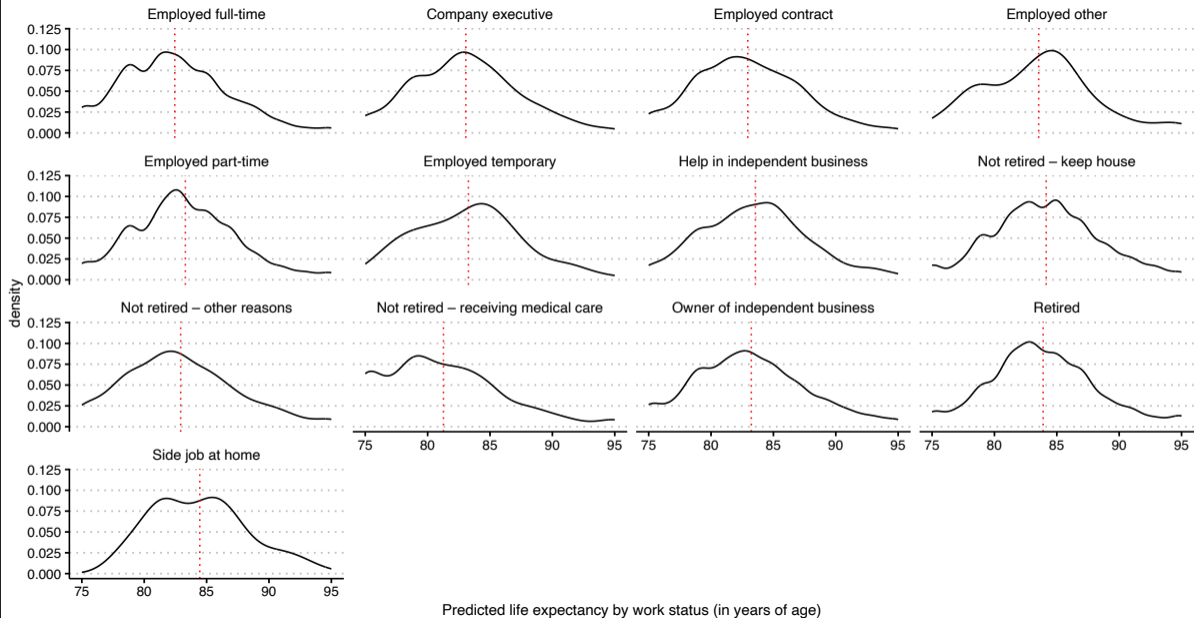 Employed full-time
Company executive
Employed contract
Employed other
0.125
0.100
0.075
0.050
0.025
0.000
Employed part-time
Employed temporary
Help in independent business
Not retired – keep house
0.125
0.100
0.075
0.050
0.025
0.000
density
Not retired – other reasons
Not retired – receiving medical care
Owner of independent business
Retired
0.125
0.100
0.075
0.050
0.025
0.000
75 80 85 90 95
75 80 85 90 95
75 80 85 90 95
Side job at home
0.125
0.100
0.075
0.050
0.025
0.000
75 80 85 90 95
Predicted life expectancy by work status (in years of age)